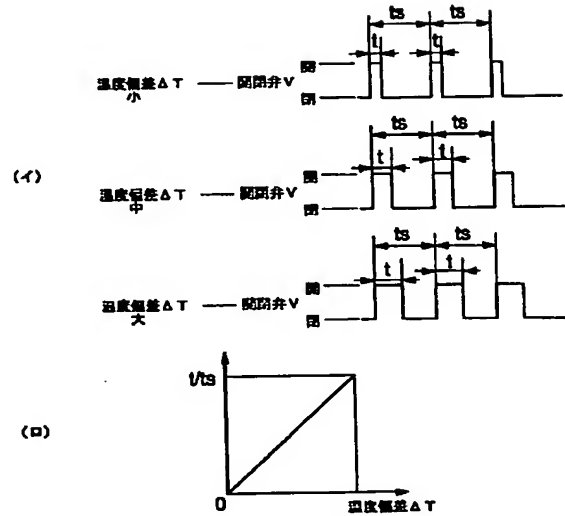 ts ts
t t
開
温度偏差ΔT — 開閉弁V
小
閉
ts ts
t t
(イ)
開
温度偏差ΔT — 開閉弁V
中
閉
ts ts
t t
開
温度偏差ΔT — 開閉弁V
大
閉
t/ts
(ロ)
0
温度偏差ΔT